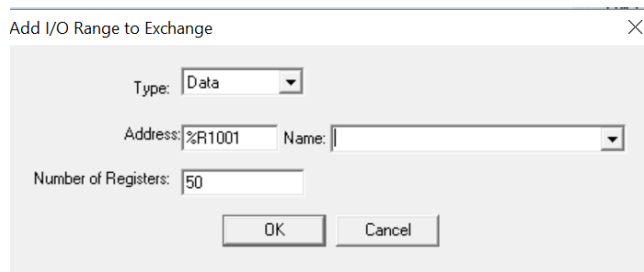 Add I/O Range to Exchange
Type: Data
Address: %R1001 Name:
Number of Registers: 50
OK Cancel